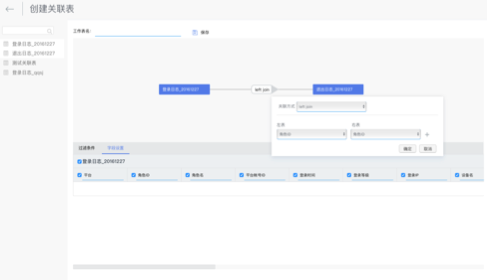 创建关联表
工作表名:
保存
登录日志_20161227
退出日志_20161227
测试关联表
登录日志_qqq
登录日志_20161227
left join
退出日志_20161227
关联方式
left join
左表
右表
角色ID
角色ID
+
确定
取消
过滤条件
字段设置
登录日志_20161227
平台
角色ID
角色名
平台帐号ID
登录时间
登录等级
登录IP
设备名